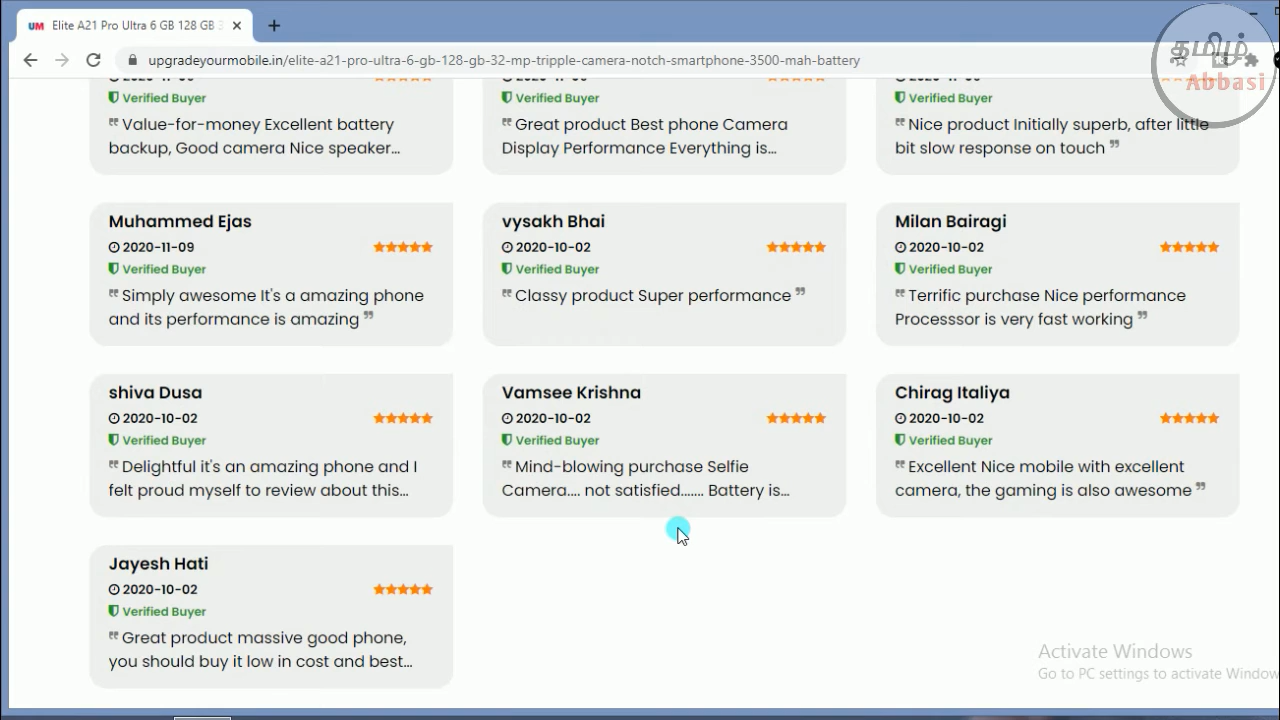 UM Elite A21 Pro Ultra 6 GB 128 GB
upgradeyourmobile.in/elite-a21-pro-ultra-6-gb-128-gb-32-mp-tripple-camera-notch-smartphone-3500-mah-battery
தமிழ்
Abbasi
Verified Buyer
Verified Buyer
Verified Buyer
" Value-for-money Excellent battery
backup, Good camera Nice speaker...
" Great product Best phone Camera
Display Performance Everything is...
" Nice product Initially superb, after little
bit slow response on touch "
Muhammed Ejas
2020-11-09
Verified Buyer
" Simply awesome It's a amazing phone
and its performance is amazing "
vysakh Bhai
2020-10-02
Verified Buyer
" Classy product Super performance "
Milan Bairagi
2020-10-02
Verified Buyer
" Terrific purchase Nice performance
Processsor is very fast working "
shiva Dusa
2020-10-02
Verified Buyer
" Delightful it's an amazing phone and I
felt proud myself to review about this...
Vamsee Krishna
2020-10-02
Verified Buyer
" Mind-blowing purchase Selfie
Camera.... not satisfied....... Battery is...
Chirag Italiya
2020-10-02
Verified Buyer
" Excellent Nice mobile with excellent
camera, the gaming is also awesome "
Jayesh Hati
2020-10-02
Verified Buyer
" Great product massive good phone,
you should buy it low in cost and best...
Activate Windows
Go to PC settings to activate Window